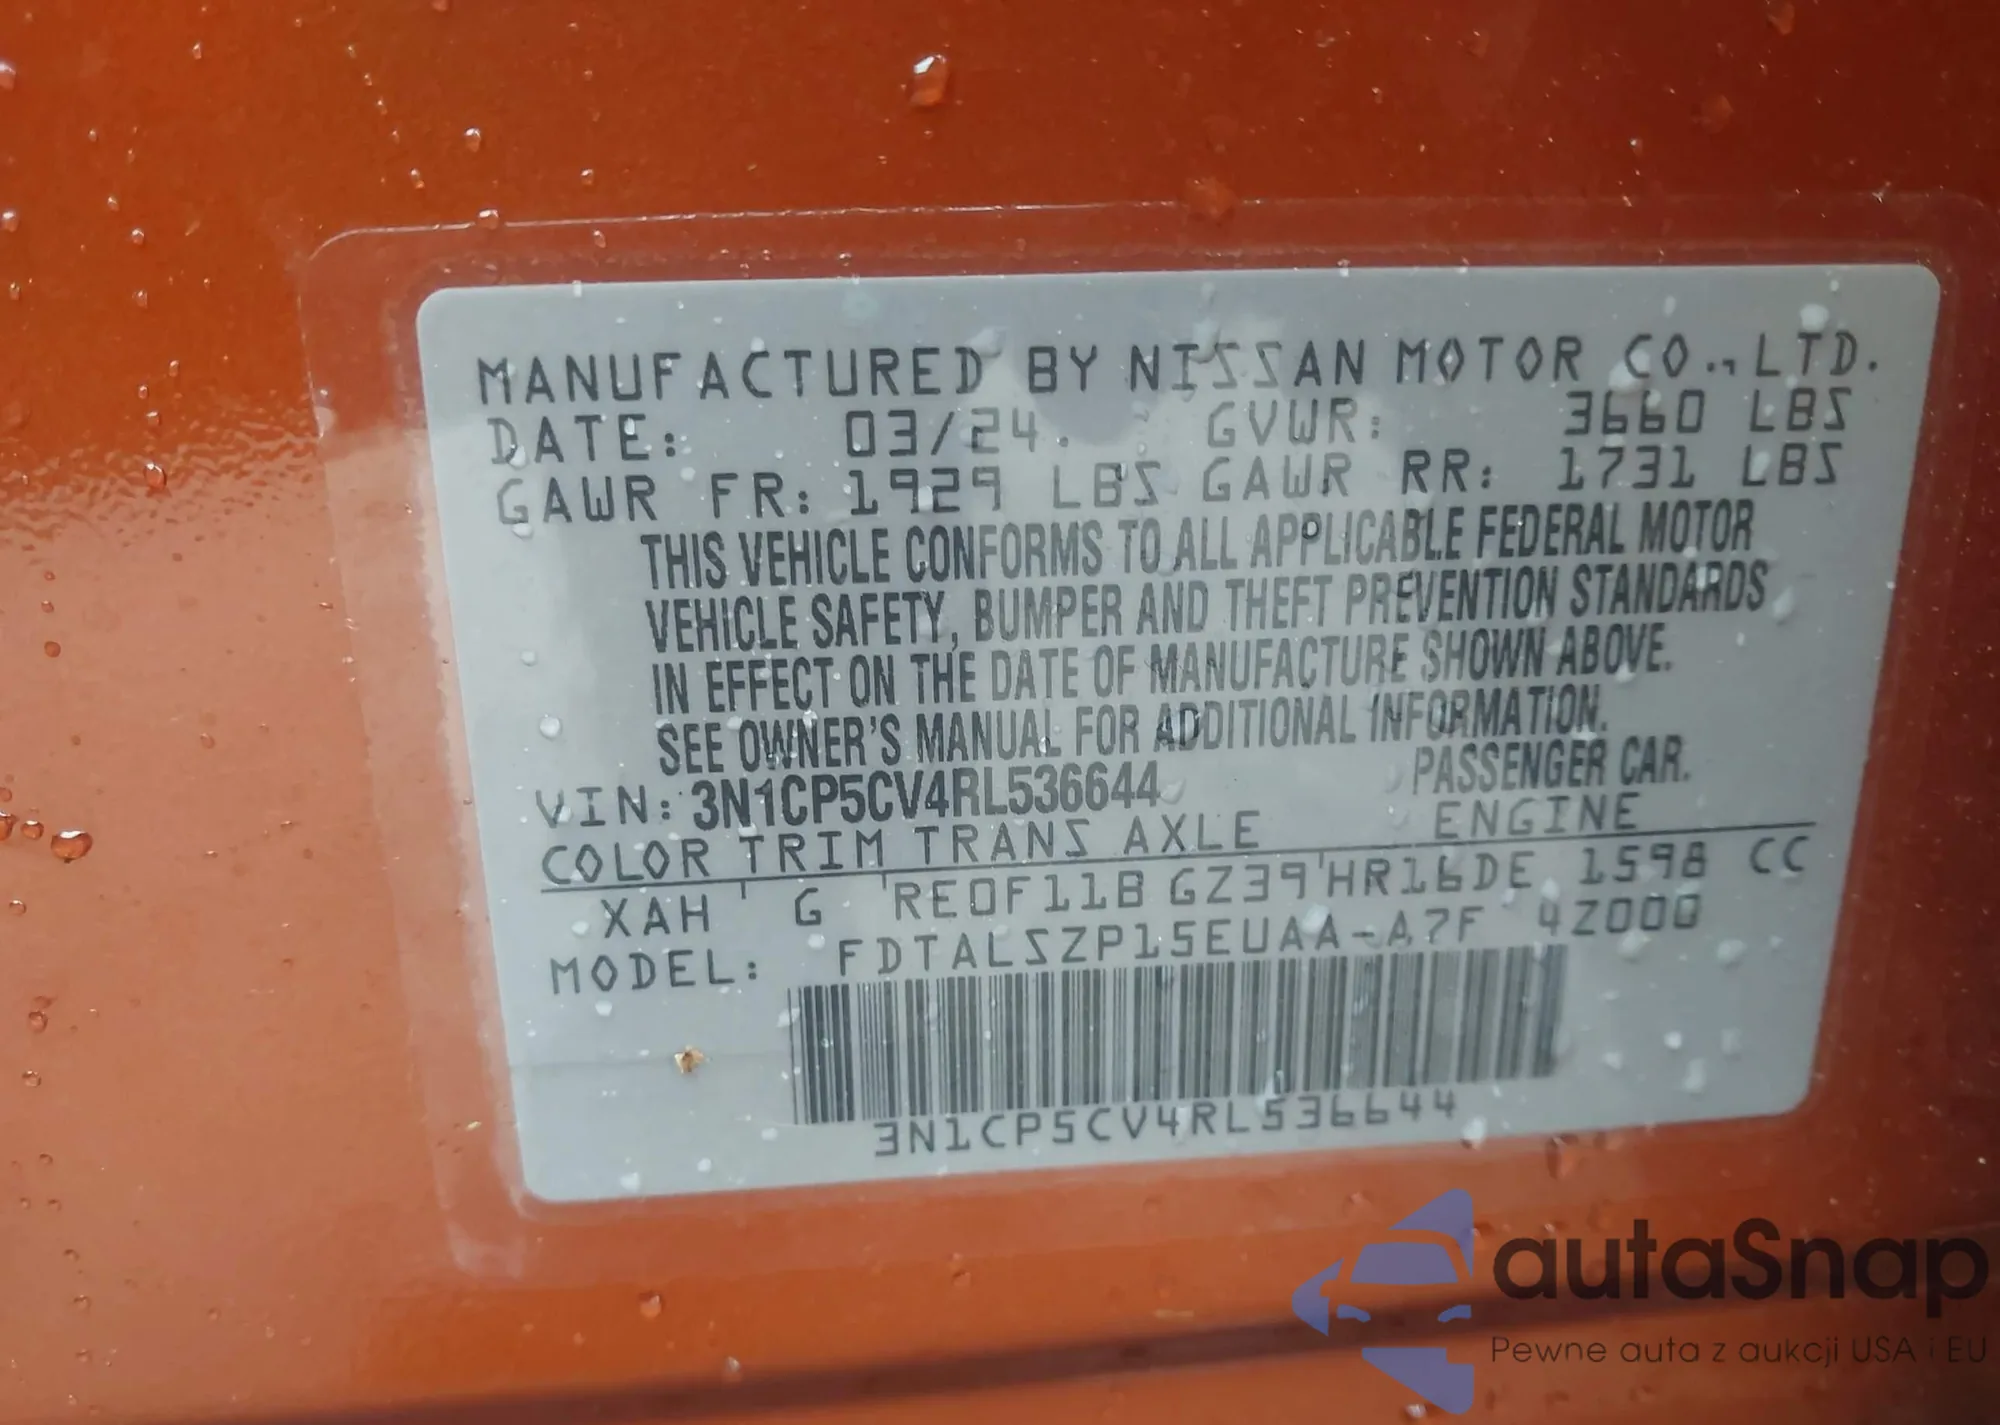 MANUFACTURED BY NISSAN MOTOR CO., LTD.
DATE: 03/24. GVWR: 3660 LBS
GAWR FR: 1929 LBS GAWR RR: 1731 LBS
THIS VEHICLE CONFORMS TO ALL APPLICABLE FEDERAL MOTOR
VEHICLE SAFETY, BUMPER AND THEFT PREVENTION STANDARDS
IN EFFECT ON THE DATE OF MANUFACTURE SHOWN ABOVE.
SEE OWNER'S MANUAL FOR ADDITIONAL INFORMATION.
VIN: 3N1CP5CV4RL536644 PASSENGER CAR.
COLOR TRIM TRANS AXLE ENGINE
XAH G RE0F11B GZ39 HR16DE 1598 CC
MODEL: FDTALSZP15EUAA-A7F 4Z000
3N1CP5CV4RL536644
autaSnap
Pewne auta z aukcji USA i EU